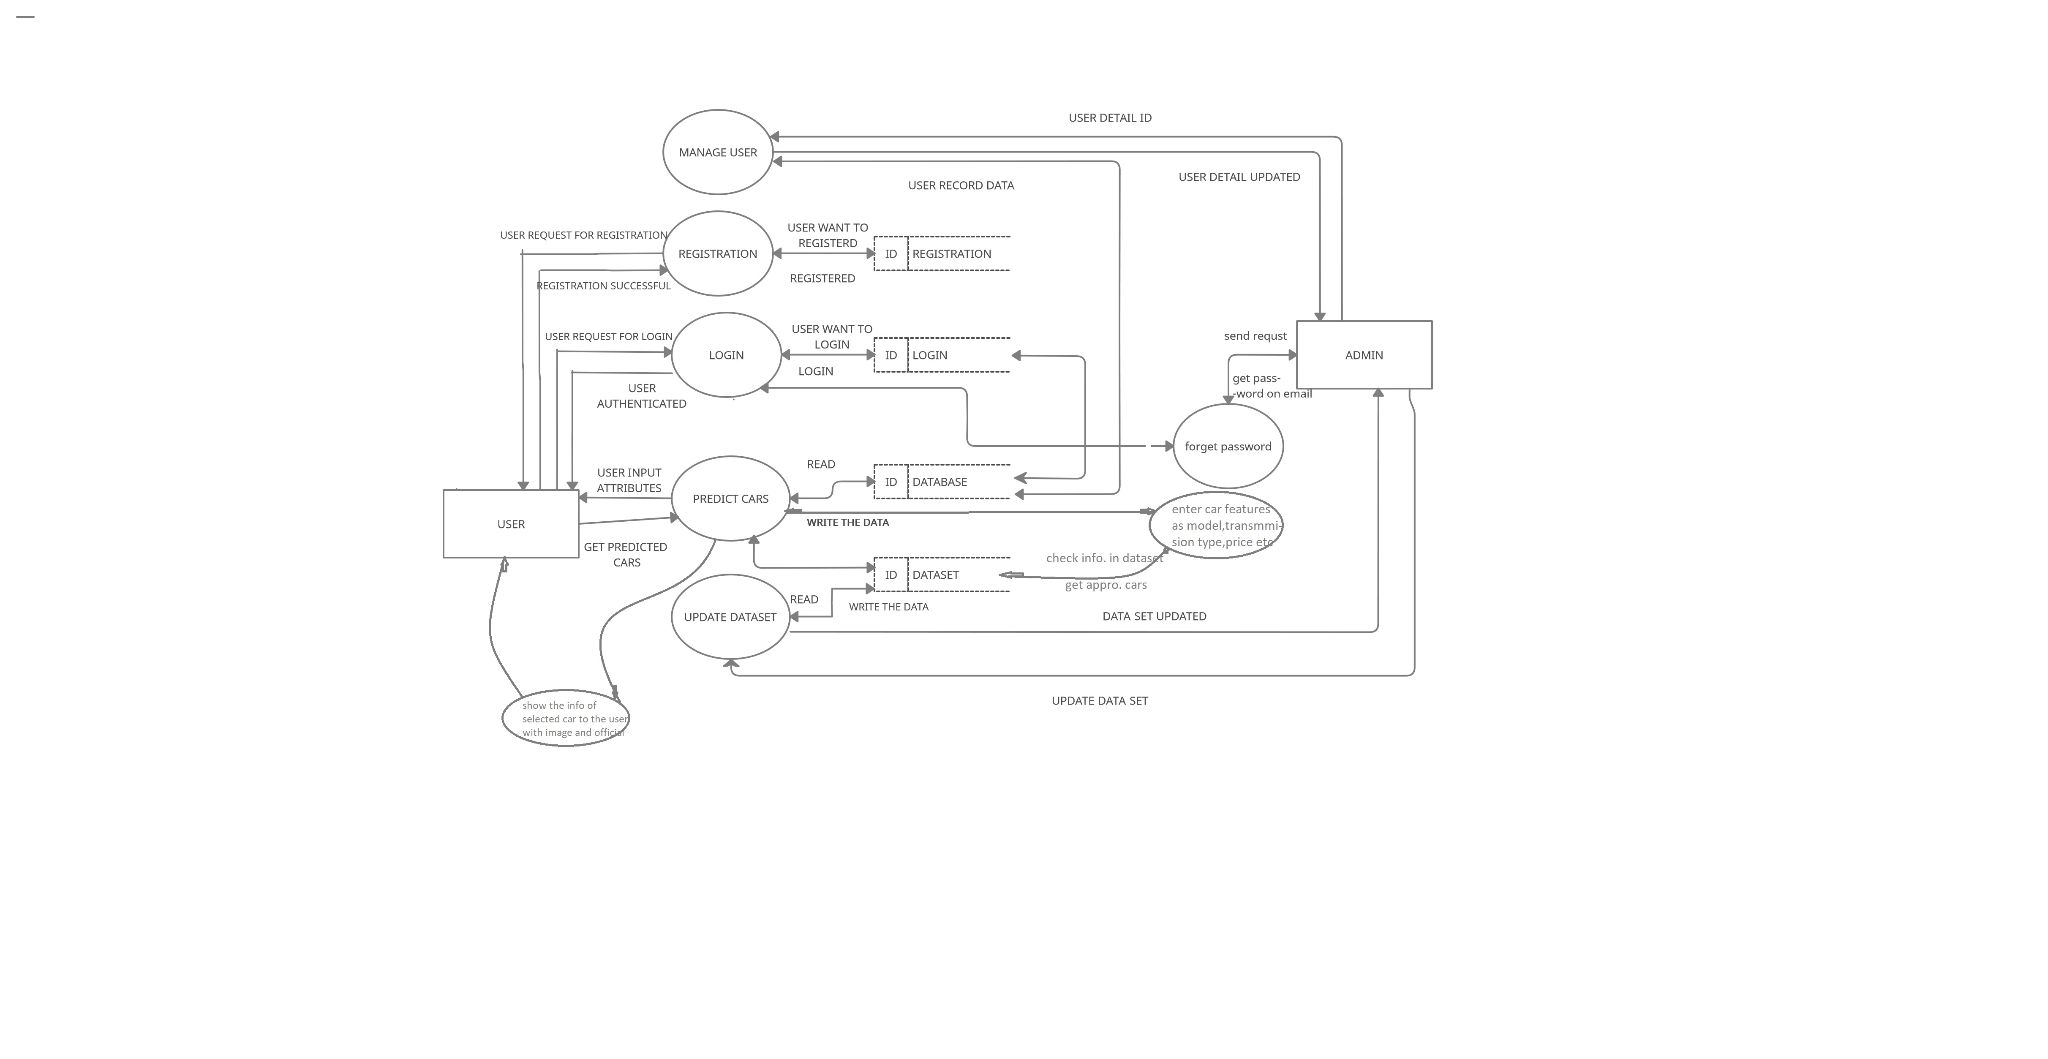 USER DETAIL ID
MANAGE USER
USER DETAIL UPDATED
USER RECORD DATA
USER REQUEST FOR REGISTRATION
USER WANT TO
REGISTERD
REGISTRATION
ID
REGISTRATION
REGISTERED
REGISTRATION SUCCESSFUL
USER REQUEST FOR LOGIN
USER WANT TO
LOGIN
LOGIN
ID
LOGIN
LOGIN
USER
AUTHENTICATED
send requst
ADMIN
get pass-
-word on email
forget password
USER INPUT
ATTRIBUTES
READ
PREDICT CARS
ID
DATABASE
USER
WRITE THE DATA
enter car features
as model,transmmi-
sion type,price etc
GET PREDICTED
CARS
check info. in dataset
get appro. cars
ID
DATASET
READ
WRITE THE DATA
UPDATE DATASET
DATA SET UPDATED
UPDATE DATA SET
show the info of
selected car to the user
with image and official